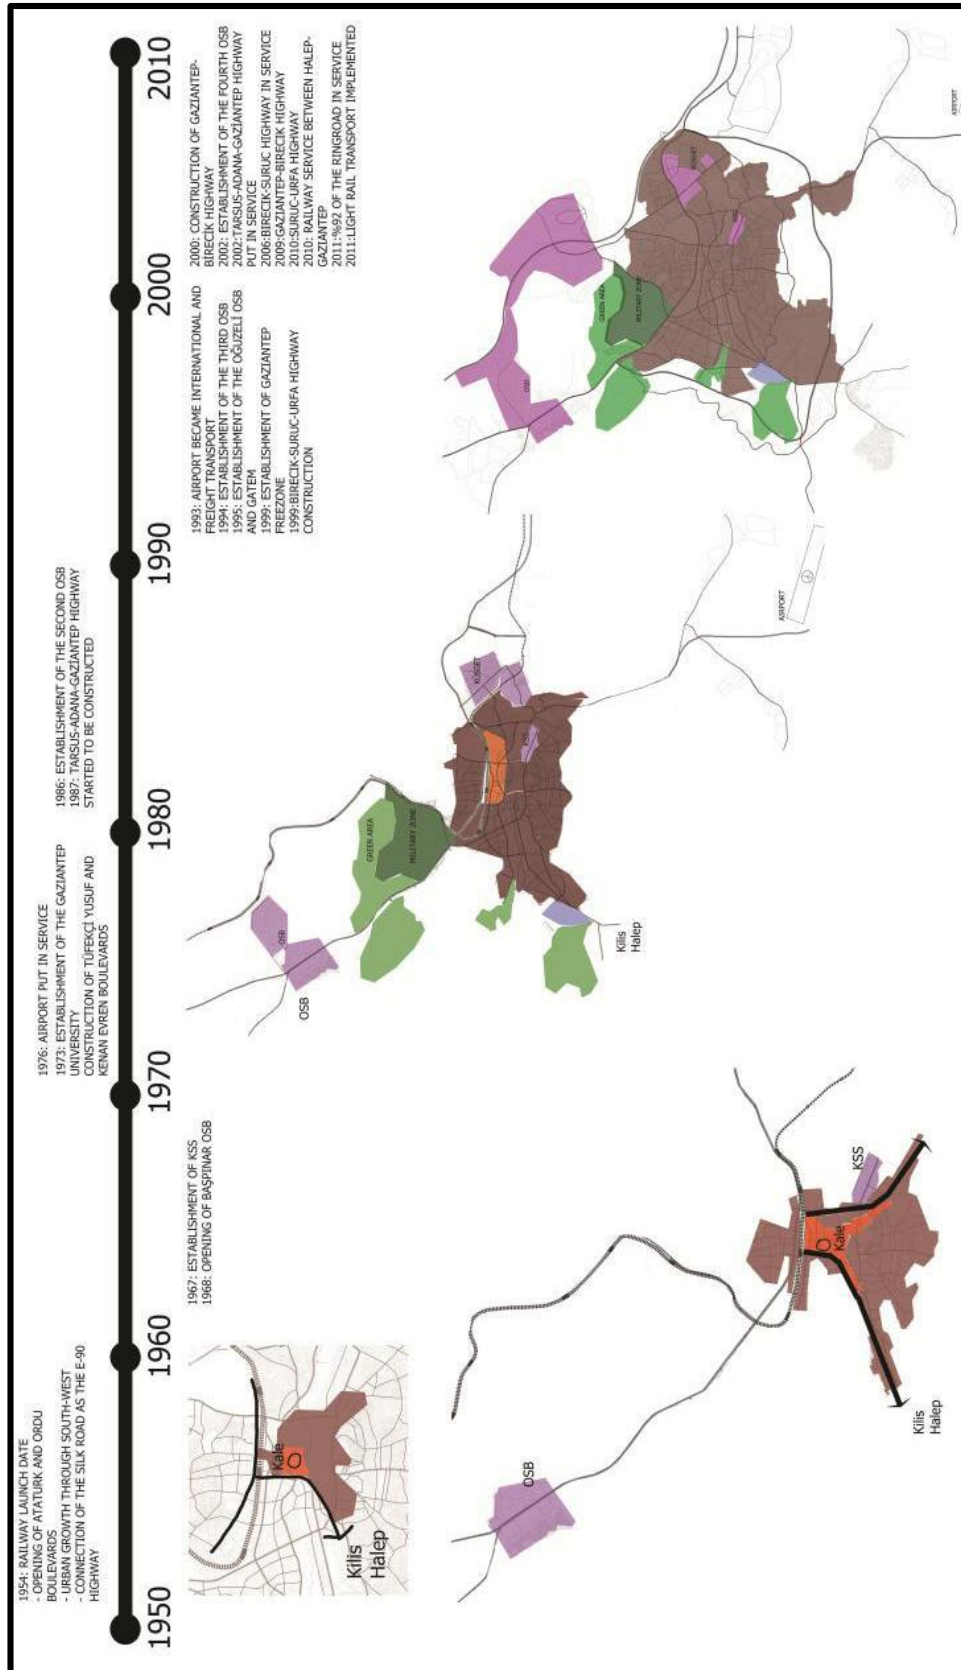 1954: RAILWAY LAUNCH DATE
- OPENING OF ATATURK AND ORDU
BOULEVARDS
- URBAN GROWTH THROUGH SOUTH-WEST
- CONNECTION OF THE SILK ROAD AS THE E-90
HIGHWAY
1976: AIRPORT PUT IN SERVICE
1973: ESTABLISHMENT OF THE GAZIANTEP
UNIVERSITY
CONSTRUCTION OF TÜFEKÇİ YUSUF AND
KENAN EVREN BOULEVARDS
1986: ESTABLISHMENT OF THE SECOND OSB
1987: TARSUS-ADANA-GAZİANTEP HIGHWAY
STARTED TO BE CONSTRUCTED
1950
1960
1970
1980
1990
2000
2010
1967: ESTABLISHMENT OF KSS
1968: OPENING OF BAŞPINAR OSB
1993: AIRPORT BECAME INTERNATIONAL AND
FREIGHT TRANSPORT
1994: ESTABLISHMENT OF THE THIRD OSB
1995: ESTABLISHMENT OF THE OĞUZELİ OSB
AND GATEM
1999: ESTABLISHMENT OF GAZIANTEP
FREEZONE
1999:BIRECIK-SURUC-URFA HIGHWAY
CONSTRUCTION
2000: CONSTRUCTION OF GAZIANTEP-
BIRECİK HIGHWAY
2002: ESTABLISHMENT OF THE FOURTH OSB
2002:TARSUS-ADANA-GAZİANTEP HIGHWAY
PUT IN SERVICE
2006:BIRECIK-SURUC HIGHWAY IN SERVICE
2009:GAZIANTEP-BIRECIK HIGHWAY
2010:SURUC-URFA HIGHWAY
2010: RAILWAY SERVICE BETWEEN HALEP-
GAZIANTEP
2011:%92 OF THE RINGROAD IN SERVICE
2011:LIGHT RAIL TRANSPORT IMPLEMENTED
Kale
Kilis
Halep
OSB
Kale
KSS
Kilis
Halep
OSB
OSB
GREEN AREA
MILITARY ZONE
KÜSGET
KSS
Kilis
Halep
AIRPORT
OSB
GREEN AREA
MILITARY ZONE
KÜSGET
AIRPORT